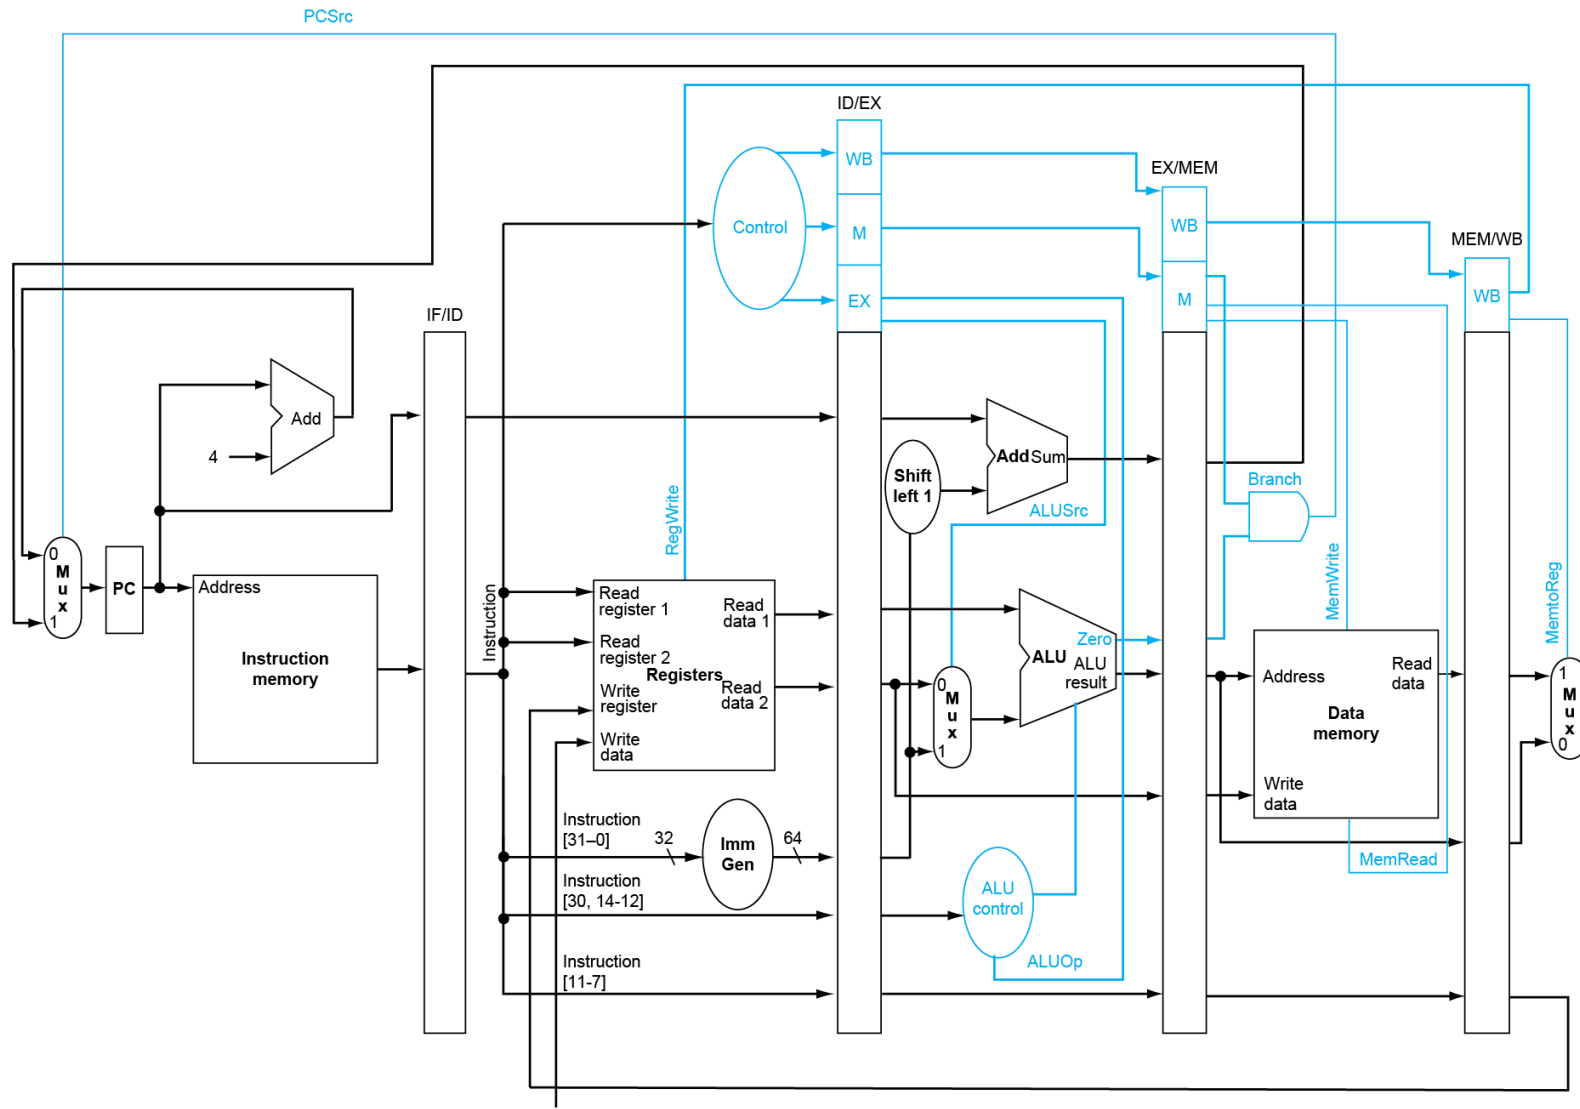 PCSrc
ID/EX
WB
EX/MEM
Control
M
WB
MEM/WB
EX
M
WB
IF/ID
Add
4
Shift
left 1
Add Sum
Branch
ALUSrc
RegWrite
MemWrite
MemtoReg
0
M
u
x
1
PC
Address
Instruction
memory
Instruction
Read
register 1
Read
register 2
Write
register
Write
data
Registers
Read
data 1
Read
data 2
0
M
u
x
1
Zero
ALU
ALU
result
Address
Read
data
Data
memory
Write
data
1
M
u
x
0
Instruction
[31–0]
32
Imm
Gen
64
MemRead
Instruction
[30, 14-12]
ALU
control
ALUOp
Instruction
[11-7]